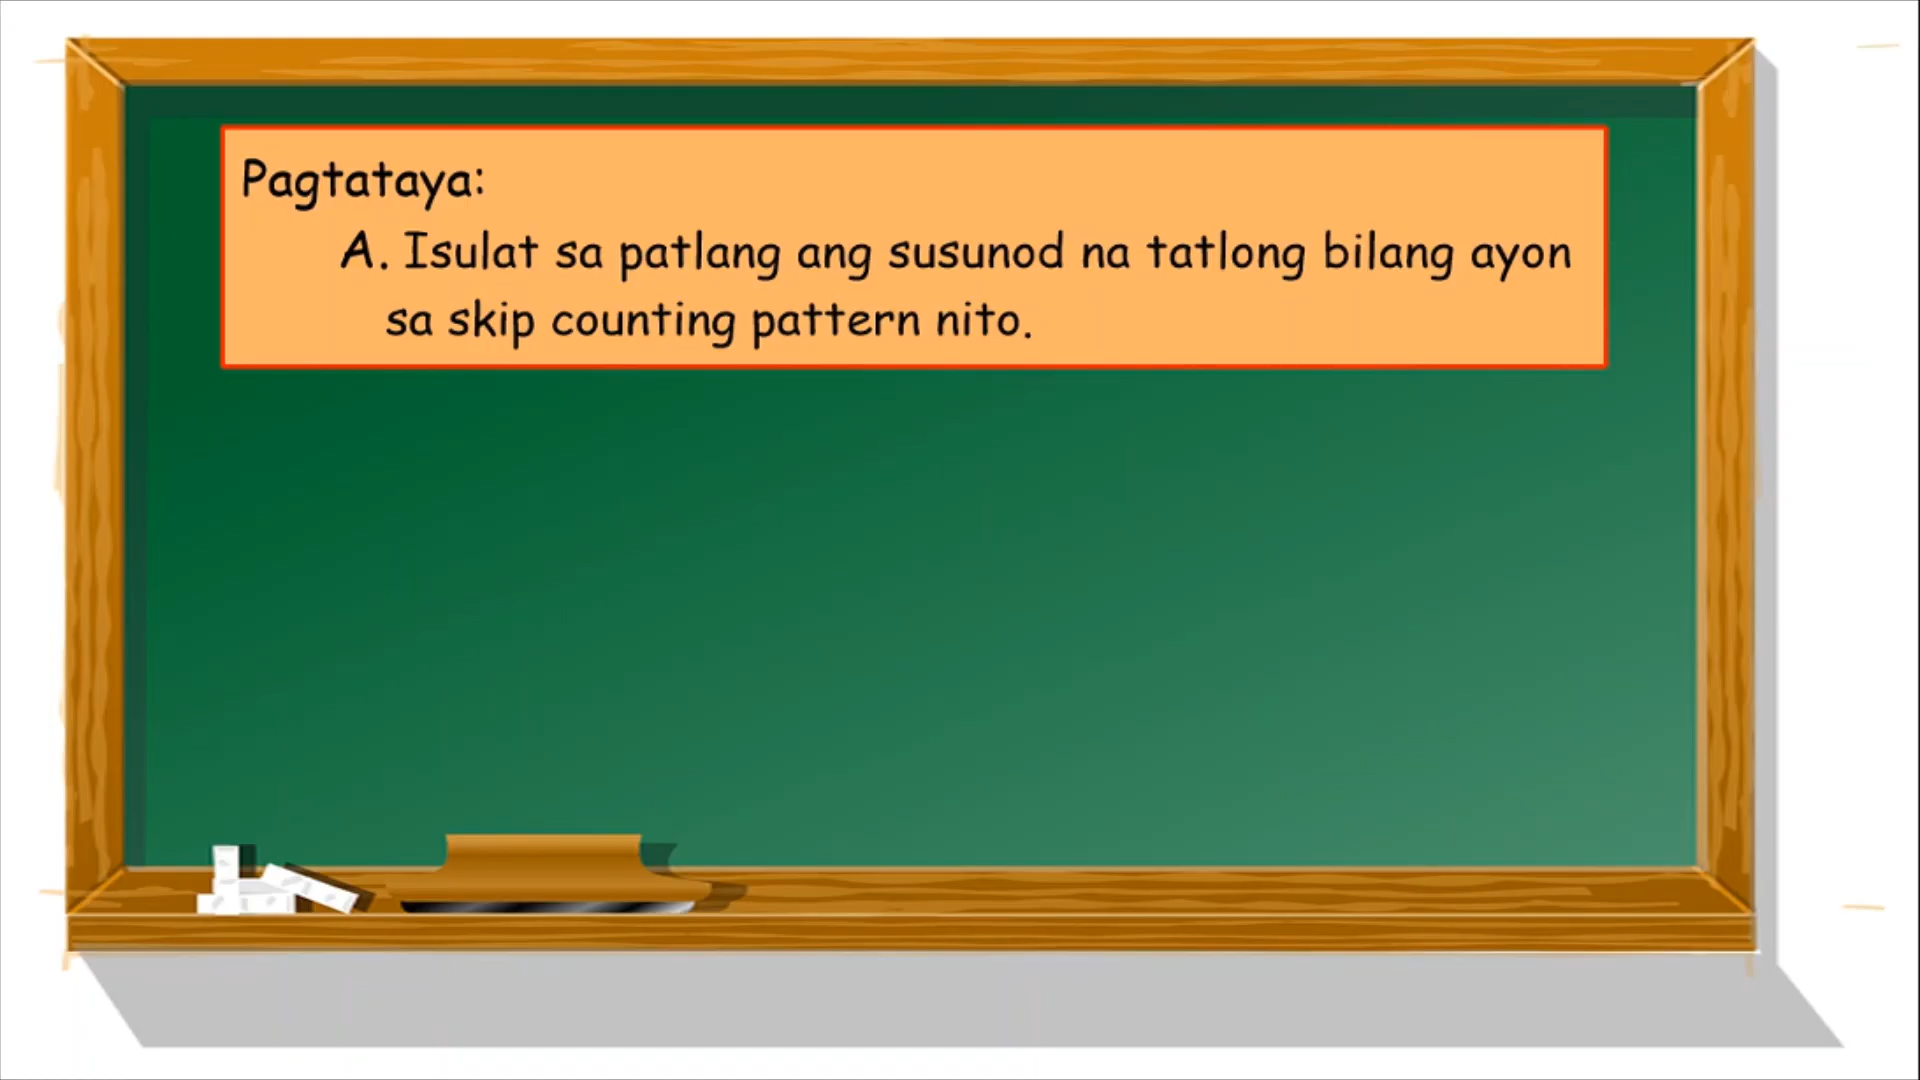 Pagtataya:
A. Isulat sa patlang ang susunod na tatlong bilang ayon
sa skip counting pattern nito.